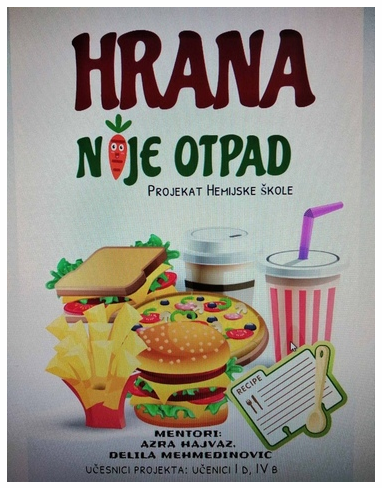 HRANA
NIJE OTPAD
PROJEKAT HEMIJSKE ŠKOLE
RECIPE
MENTORI:
AZRA HAJVAZ.
DELILA MEHMEDINOVIĆ
UČESNICI PROJEKTA: UČENICI I D, IV B